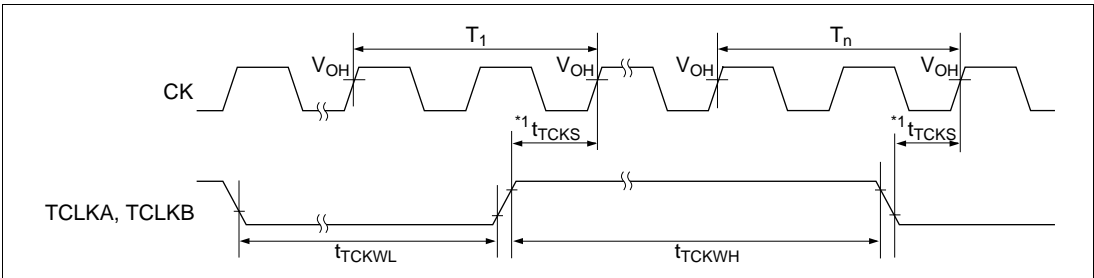 T1 Tn
VOH VOH VOH VOH
CK
*1 tTCKS *1 tTCKS
TCLKA, TCLKB
tTCKWL tTCKWH